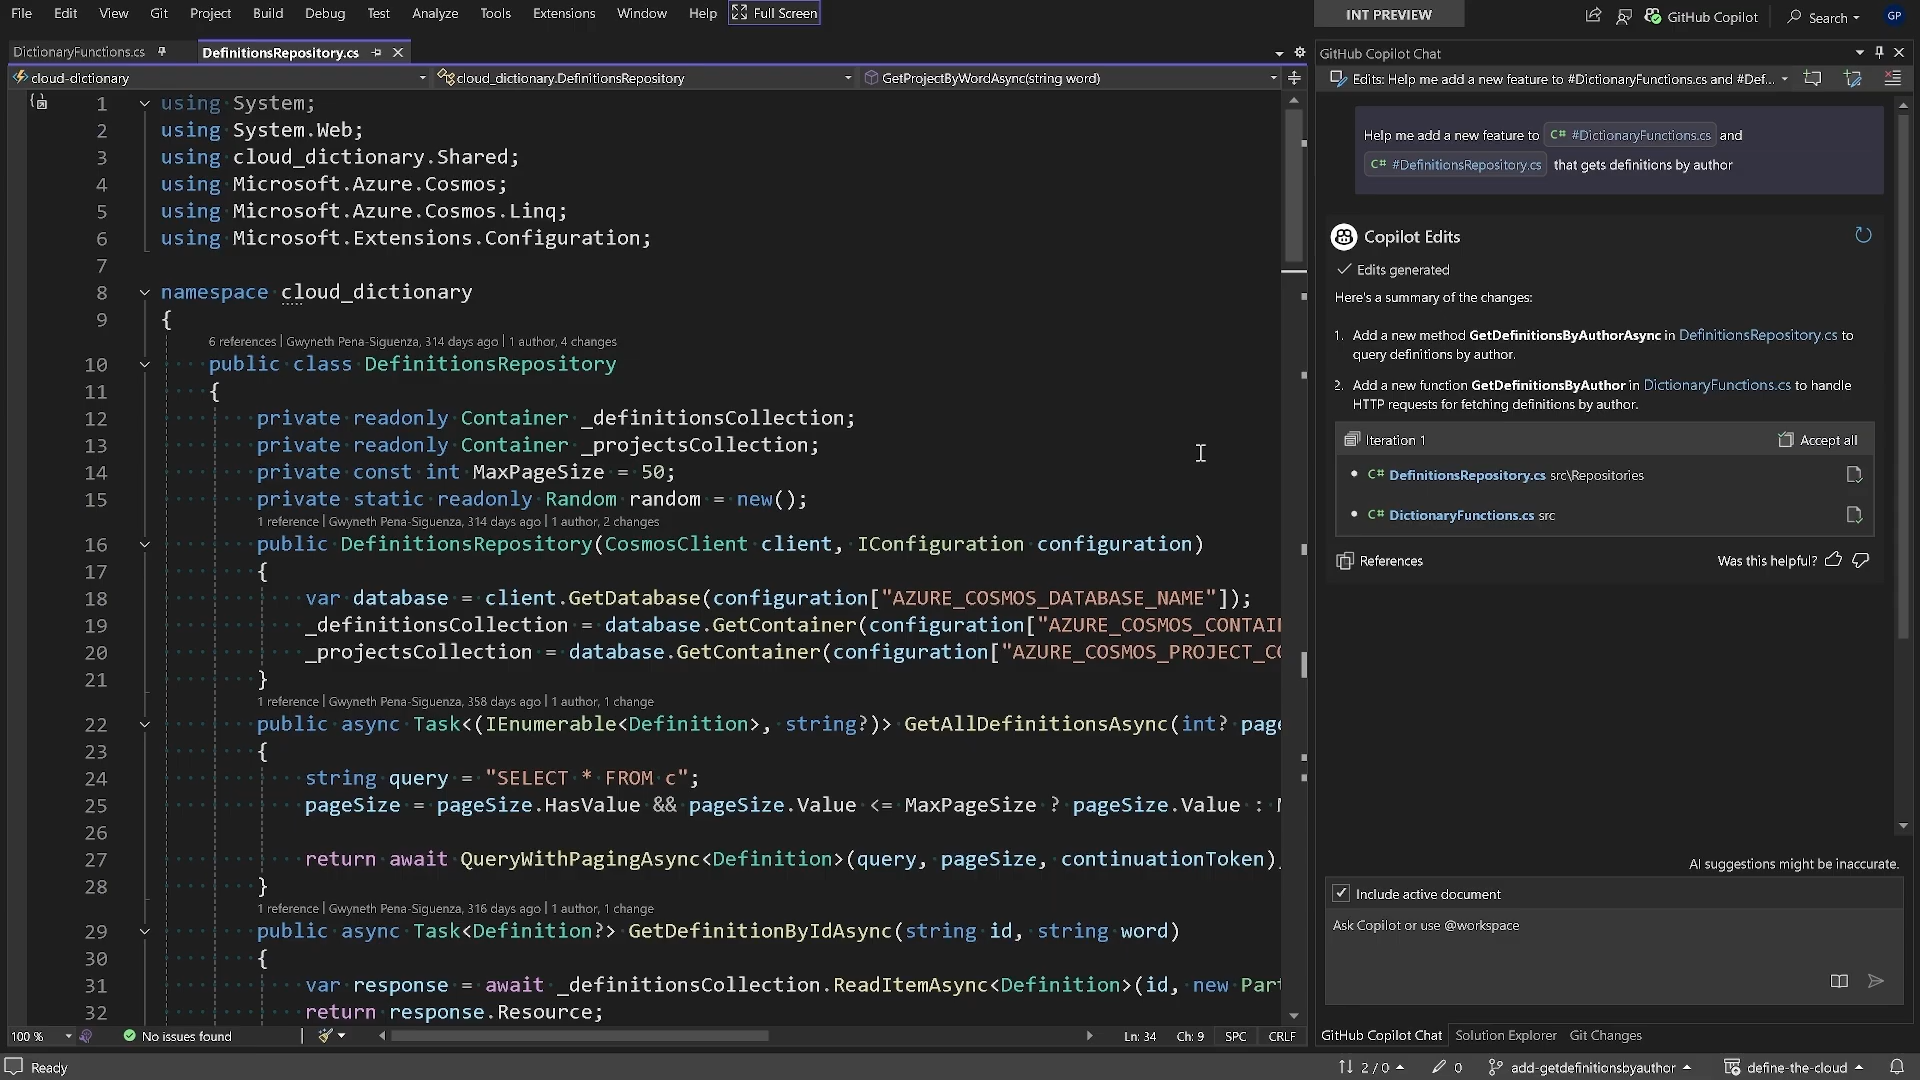 File Edit View Git Project Build Debug Test Analyze Tools Extensions Window Help Full Screen
INT PREVIEW
GitHub Copilot Search GP
DictionaryFunctions.cs
DefinitionsRepository.cs
cloud-dictionary
cloud_dictionary.DefinitionsRepository
GetProjectByWordAsync(string word)
1 using System;
2 using System.Web;
3 using cloud_dictionary.Shared;
4 using Microsoft.Azure.Cosmos;
5 using Microsoft.Azure.Cosmos.Linq;
6 using Microsoft.Extensions.Configuration;
7
8 namespace cloud_dictionary
9 {
6 references | Gwyneth Pena-Siguenza, 314 days ago | 1 author, 4 changes
10 public class DefinitionsRepository
11 {
12 private readonly Container _definitionsCollection;
13 private readonly Container _projectsCollection;
14 private const int MaxPageSize = 50;
15 private static readonly Random random = new();
1 reference | Gwyneth Pena-Siguenza, 314 days ago | 1 author, 2 changes
16 public DefinitionsRepository(CosmosClient client, IConfiguration configuration)
17 {
18 var database = client.GetDatabase(configuration["AZURE_COSMOS_DATABASE_NAME"]);
19 _definitionsCollection = database.GetContainer(configuration["AZURE_COSMOS_CONTAI
20 _projectsCollection = database.GetContainer(configuration["AZURE_COSMOS_PROJECT_CO
21 }
1 reference | Gwyneth Pena-Siguenza, 358 days ago | 1 author, 1 change
22 public async Task<(IEnumerable<Definition>, string?)> GetAllDefinitionsAsync(int? page
23 {
24 string query = "SELECT * FROM c";
25 pageSize = pageSize.HasValue && pageSize.Value <= MaxPageSize ? pageSize.Value : M
26
27 return await QueryWithPagingAsync<Definition>(query, pageSize, continuationToken)
28 }
1 reference | Gwyneth Pena-Siguenza, 316 days ago | 1 author, 1 change
29 public async Task<Definition?> GetDefinitionByIdAsync(string id, string word)
30 {
31 var response = await _definitionsCollection.ReadItemAsync<Definition>(id, new Part
32 return response.Resource;
100 % No issues found Ln: 34 Ch: 9 SPC CRLF
GitHub Copilot Chat
Edits: Help me add a new feature to #DictionaryFunctions.cs and #Def...
Help me add a new feature to C# #DictionaryFunctions.cs and
C# #DefinitionsRepository.cs that gets definitions by author
Copilot Edits
Edits generated
Here's a summary of the changes:
1. Add a new method GetDefinitionsByAuthorAsync in DefinitionsRepository.cs to
query definitions by author.
2. Add a new function GetDefinitionsByAuthor in DictionaryFunctions.cs to handle
HTTP requests for fetching definitions by author.
Iteration 1 Accept all
C# DefinitionsRepository.cs src\Repositories
C# DictionaryFunctions.cs src
References Was this helpful?
AI suggestions might be inaccurate.
Include active document
Ask Copilot or use @workspace
GitHub Copilot Chat Solution Explorer Git Changes
Ready 2 / 0 0 add-getdefinitionsbyauthor define-the-cloud